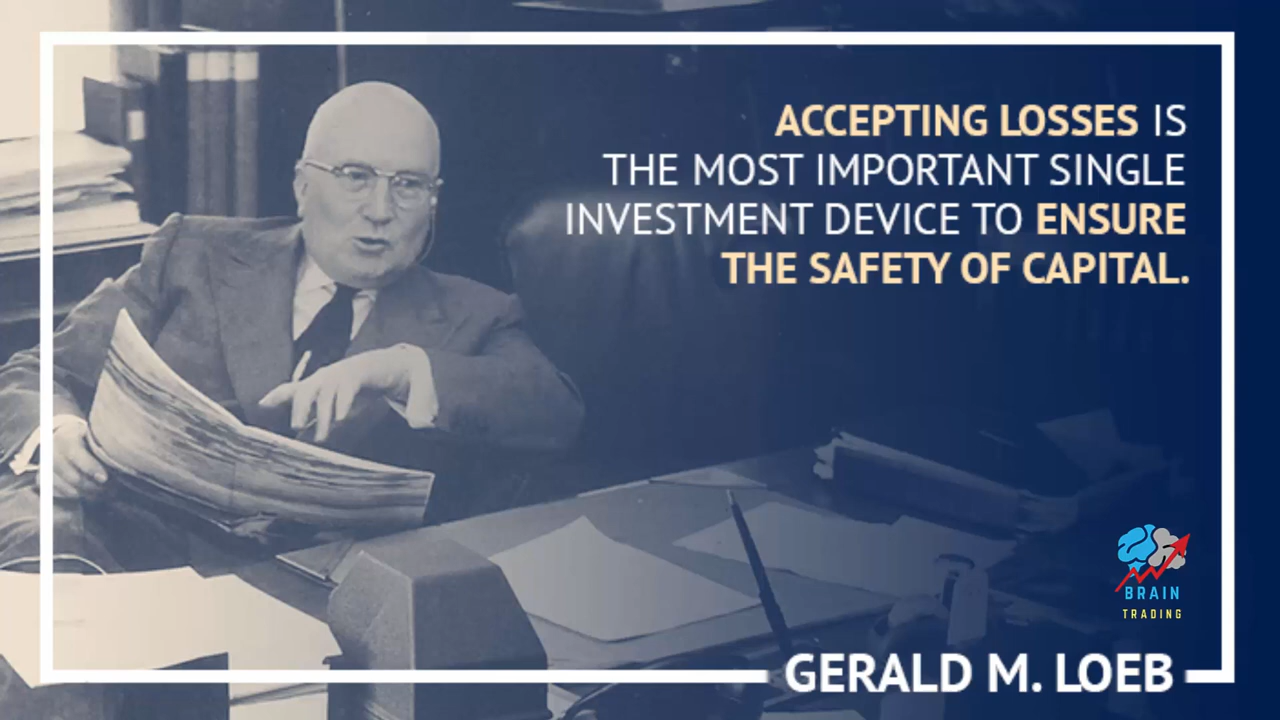 ACCEPTING LOSSES IS
THE MOST IMPORTANT SINGLE
INVESTMENT DEVICE TO ENSURE
THE SAFETY OF CAPITAL.
BRAIN
TRADING
GERALD M. LOEB